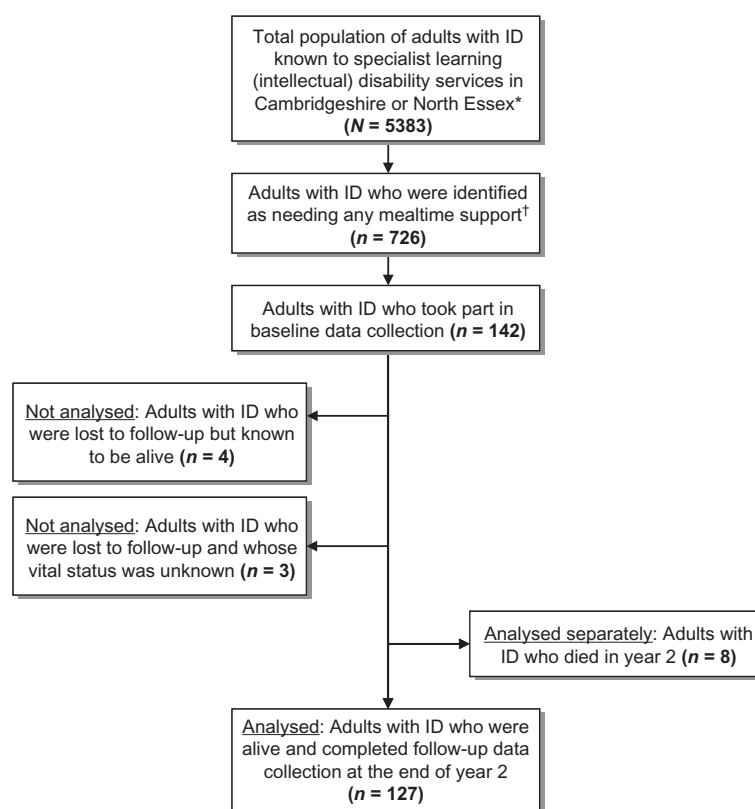 Total population of adults with ID
known to specialist learning
(intellectual) disability services in
Cambridgeshire or North Essex*
(N = 5383)
Adults with ID who were identified
as needing any mealtime support†
(n = 726)
Adults with ID who took part in
baseline data collection (n = 142)
Not analysed: Adults with ID who
were lost to follow-up but known
to be alive (n = 4)
Not analysed: Adults with ID who
were lost to follow-up and whose
vital status was unknown (n = 3)
Analysed separately: Adults with
ID who died in year 2 (n = 8)
Analysed: Adults with ID who were
alive and completed follow-up data
collection at the end of year 2
(n = 127)